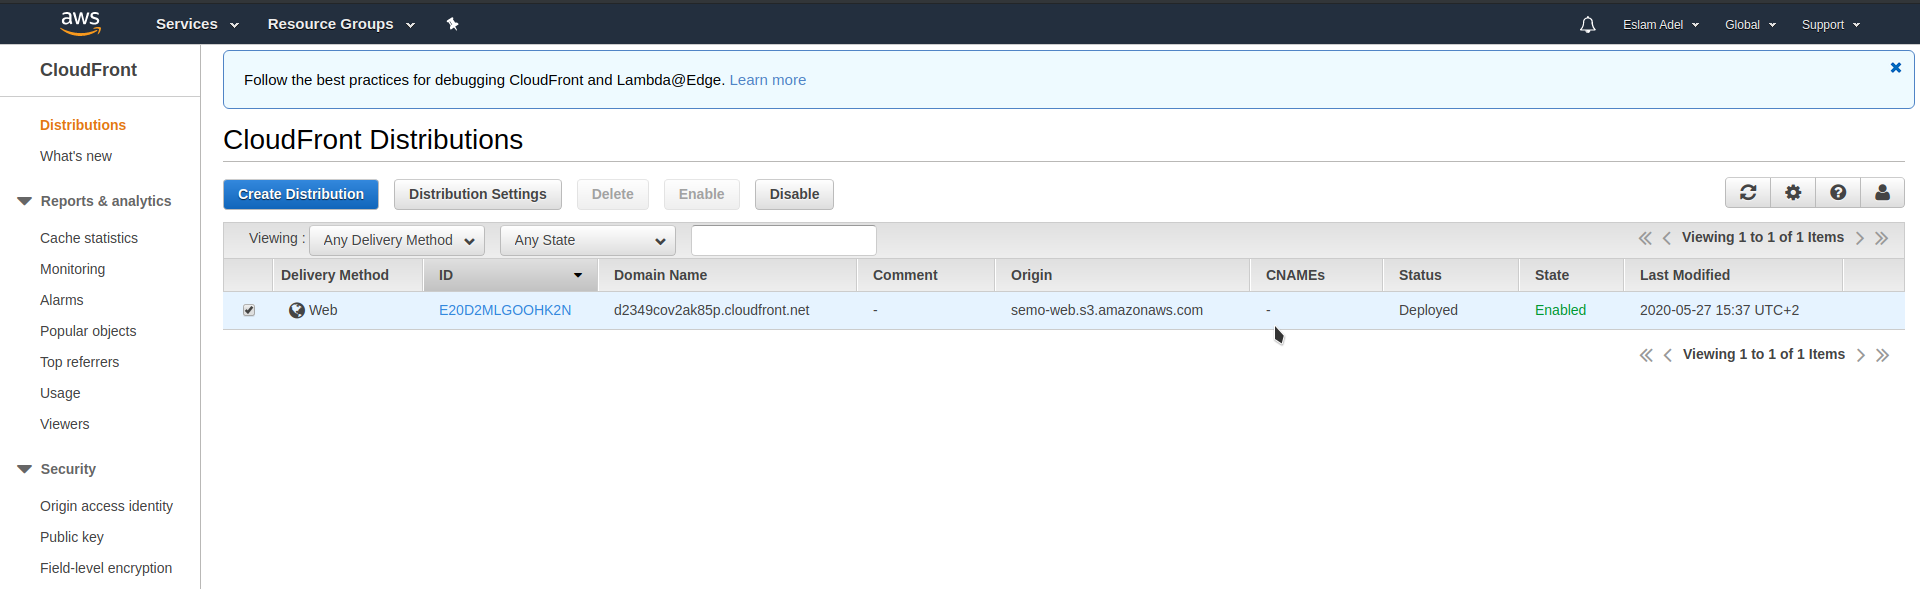 aws Services Resource Groups Eslam Adel Global Support
CloudFront
Distributions
What's new
Reports & analytics
Cache statistics
Monitoring
Alarms
Popular objects
Top referrers
Usage
Viewers
Security
Origin access identity
Public key
Field-level encryption
Follow the best practices for debugging CloudFront and Lambda@Edge. Learn more
CloudFront Distributions
Create Distribution Distribution Settings Delete Enable Disable
Viewing : Any Delivery Method Any State Viewing 1 to 1 of 1 Items
Delivery Method ID Domain Name Comment Origin CNAMEs Status State Last Modified
Web E20D2MLGOOHK2N d2349cov2ak85p.cloudfront.net - semo-web.s3.amazonaws.com - Deployed Enabled 2020-05-27 15:37 UTC+2
Viewing 1 to 1 of 1 Items